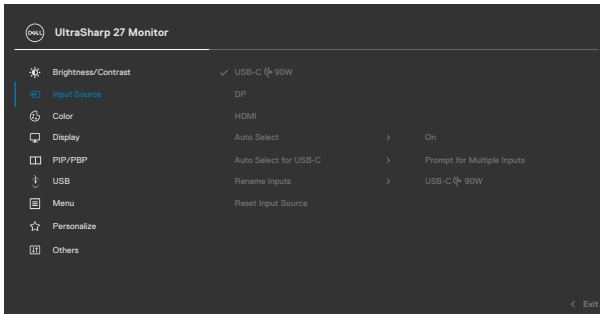 DELL UltraSharp 27 Monitor
Brightness/Contrast USB-C 90W
Input Source DP
Color HDMI
Display Auto Select > On
PIP/PBP Auto Select for USB-C > Prompt for Multiple Inputs
USB Rename Inputs > USB-C 90W
Menu Reset Input Source
Personalize
Others
< Exit